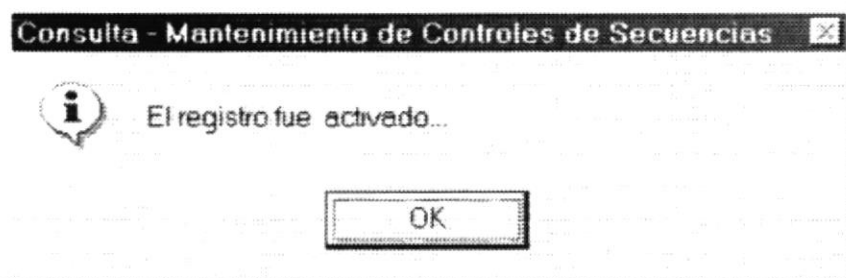 Consulta - Mantenimiento de Controles de Secuencias
El registro fue activado...
OK